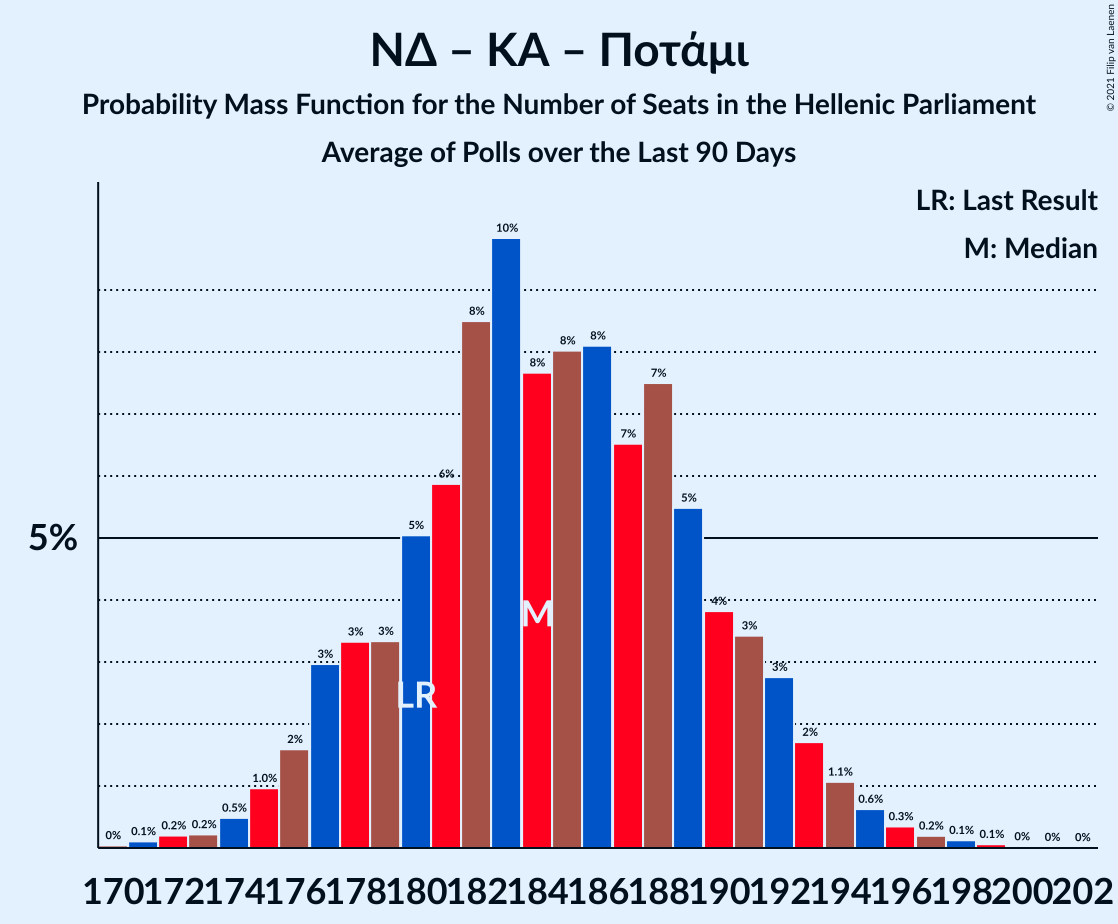 ΝΔ – ΚΑ – Ποτάμι
Probability Mass Function for the Number of Seats in the Hellenic Parliament
Average of Polls over the Last 90 Days
© 2021 Filip van Laenen
LR: Last Result
M: Median
5%
0% 0.1% 0.2% 0.2% 0.5% 1.0% 2% 3% 3% 3% 5% 6% 8% 10% 8% 8% 8% 7% 7% 5% 4% 3% 3% 2% 1.1% 0.6% 0.3% 0.2% 0.1% 0.1% 0% 0% 0%
M
LR
170 172 174 176 178 180 182 184 186 188 190 192 194 196 198 200 202